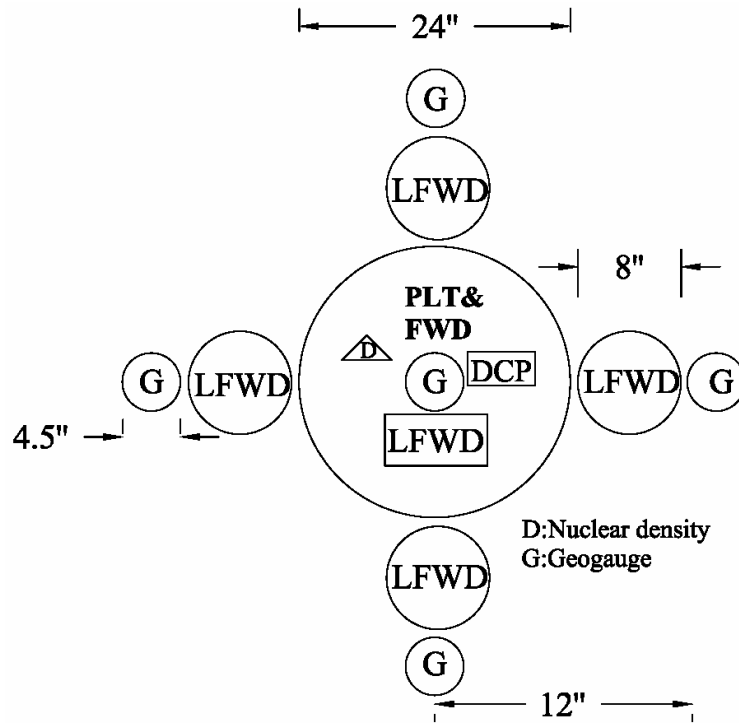 24"
G
LFWD
8"
PLT&
FWD
D
G
DCP
G
LFWD
LFWD
G
LFWD
4.5"
D:Nuclear density
G:Geogauge
LFWD
G
12"